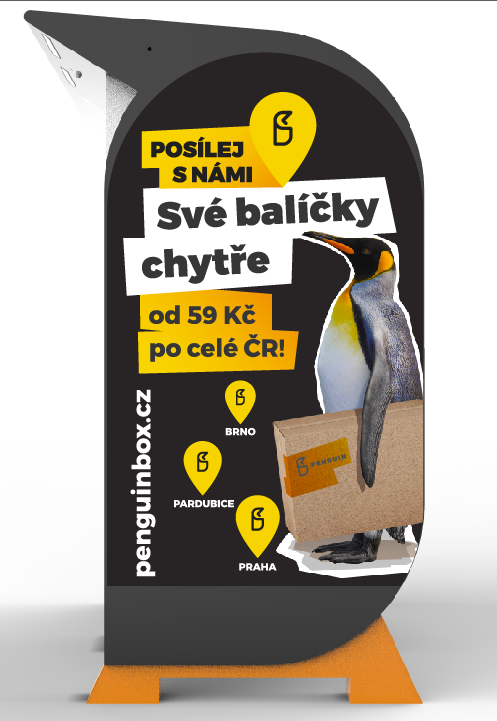 POSÍLEJ
S NÁMI
Své balíčky
chytře
od 59 Kč
po celé ČR!
penguinbox.cz
BRNO
PENGUIN
PARDUBICE
PRAHA